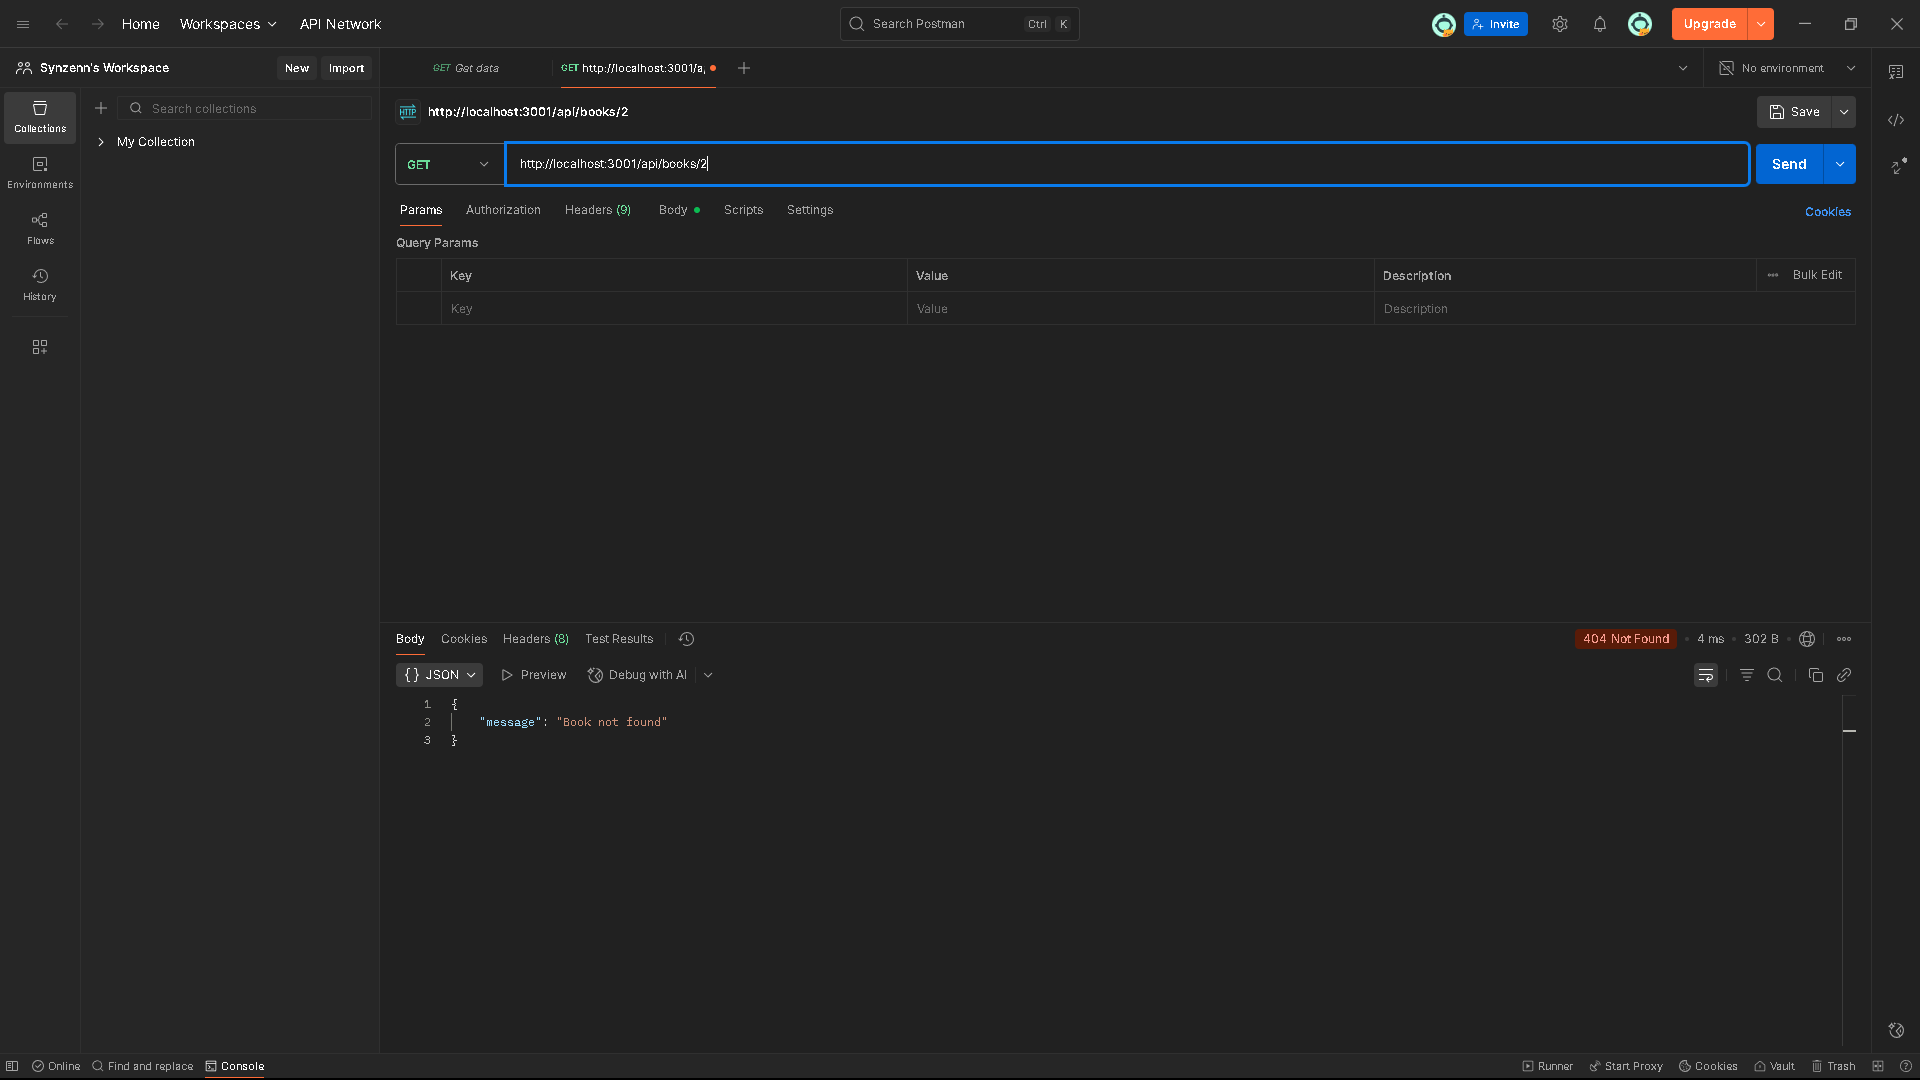 Home Workspaces API Network Search Postman Ctrl K Invite Upgrade
Synzenn's Workspace New Import GET Get data GET http://localhost:3001/a, No environment
Collections Search collections http://localhost:3001/api/books/2 Save
My Collection
GET http://localhost:3001/api/books/2 Send
Environments
Params Authorization Headers (9) Body Scripts Settings Cookies
Flows
Query Params
Key Value Description Bulk Edit
History
Key Value Description
Body Cookies Headers (8) Test Results 404 Not Found 4 ms 302 B
{} JSON Preview Debug with AI
1 {
2 "message": "Book not found"
3 }
Online Find and replace Console Runner Start Proxy Cookies Vault Trash